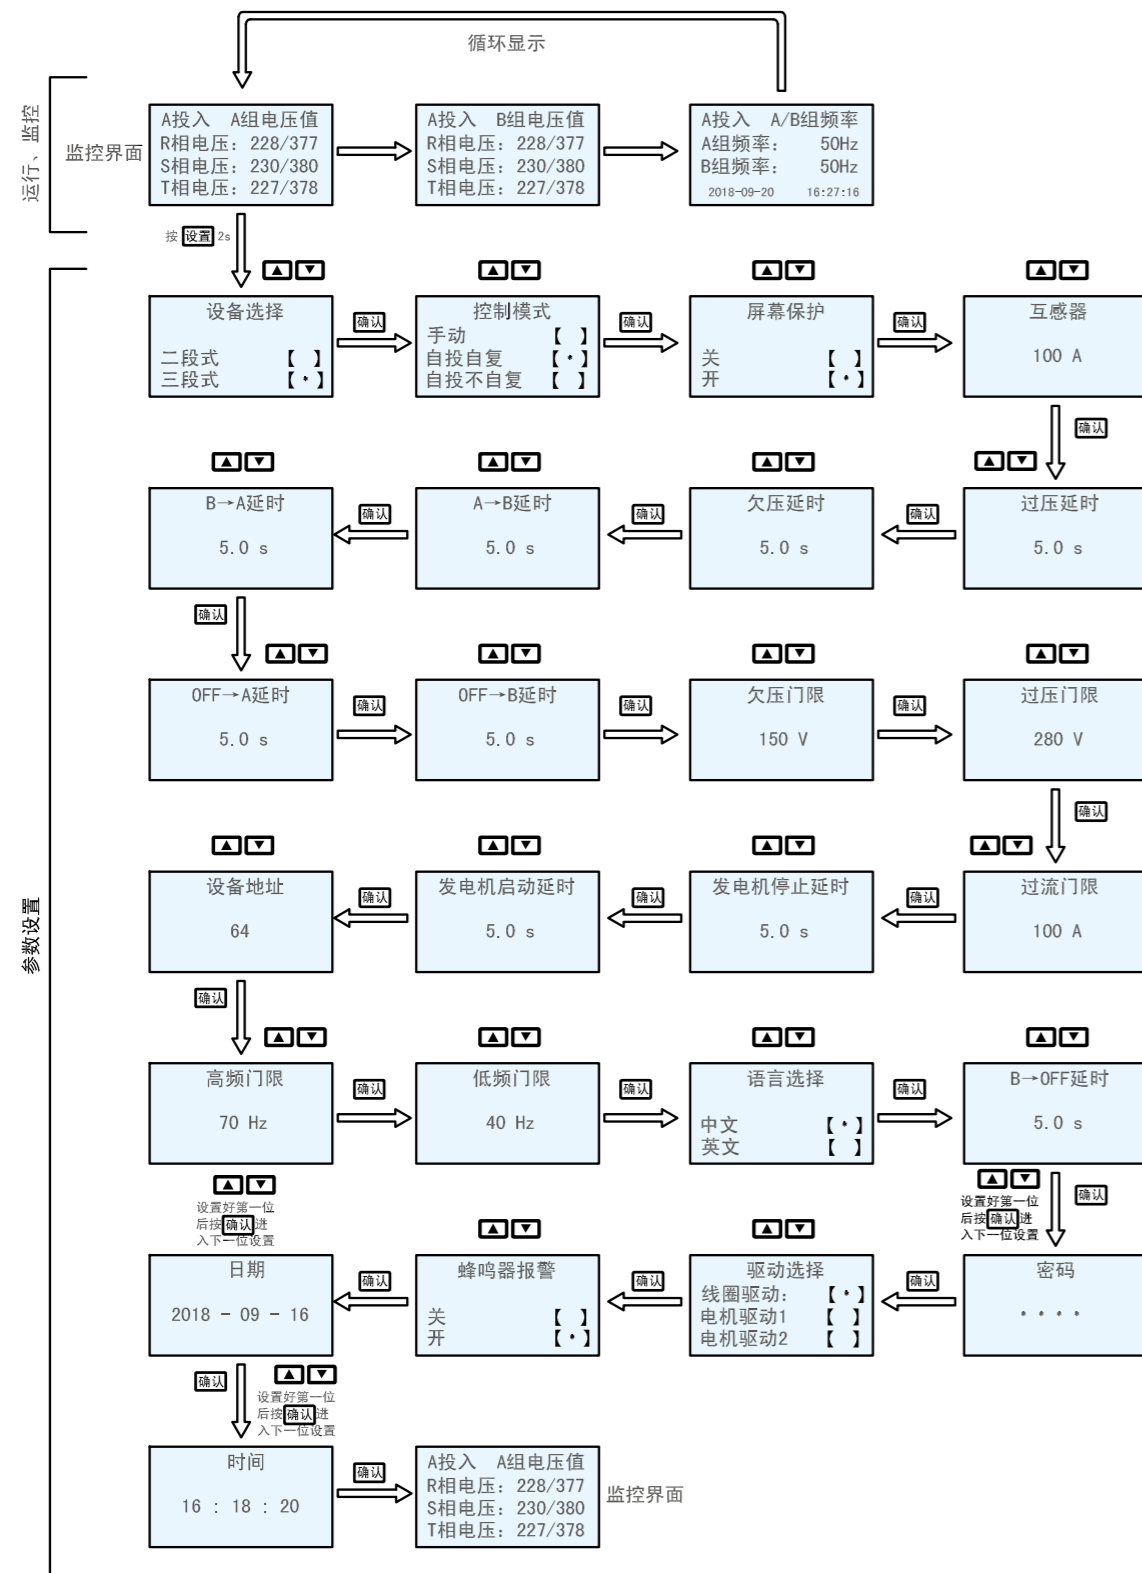 循环显示
运行、监控
监控界面
A投入 A组电压值
R相电压: 228/377
S相电压: 230/380
T相电压: 227/378
A投入 B组电压值
R相电压: 228/377
S相电压: 230/380
T相电压: 227/378
A投入 A/B组频率
A组频率: 50Hz
B组频率: 50Hz
2018-09-20 16:27:16
按 设置 2s
参数设置
▲ ▼
设备选择
二段式 【 】
三段式 【·】
确认
▲ ▼
控制模式
手动 【 】
自投自复 【·】
自投不自复 【 】
确认
▲ ▼
屏幕保护
关 【 】
开 【·】
确认
▲ ▼
互感器
100 A
确认
▲ ▼
过压延时
5.0 s
确认
▲ ▼
欠压延时
5.0 s
确认
▲ ▼
A→B延时
5.0 s
确认
▲ ▼
B→A延时
5.0 s
确认
▲ ▼
OFF→A延时
5.0 s
确认
▲ ▼
OFF→B延时
5.0 s
确认
▲ ▼
欠压门限
150 V
确认
▲ ▼
过压门限
280 V
确认
▲ ▼
过流门限
100 A
确认
▲ ▼
发电机停止延时
5.0 s
确认
▲ ▼
发电机启动延时
5.0 s
确认
▲ ▼
设备地址
64
确认
▲ ▼
高频门限
70 Hz
确认
▲ ▼
低频门限
40 Hz
确认
▲ ▼
语言选择
中文 【·】
英文 【 】
确认
▲ ▼
B→OFF延时
5.0 s
确认
▲ ▼
设置好第一位
后按 确认 进
入下一位设置
密码
· · · ·
确认
▲ ▼
驱动选择
线圈驱动: 【·】
电机驱动1 【 】
电机驱动2 【 】
确认
▲ ▼
蜂鸣器报警
关 【 】
开 【·】
确认
▲ ▼
设置好第一位
后按 确认 进
入下一位设置
日期
2018 - 09 - 16
确认
▲ ▼
设置好第一位
后按 确认 进
入下一位设置
时间
16 : 18 : 20
确认
A投入 A组电压值
R相电压: 228/377
S相电压: 230/380
T相电压: 227/378
监控界面